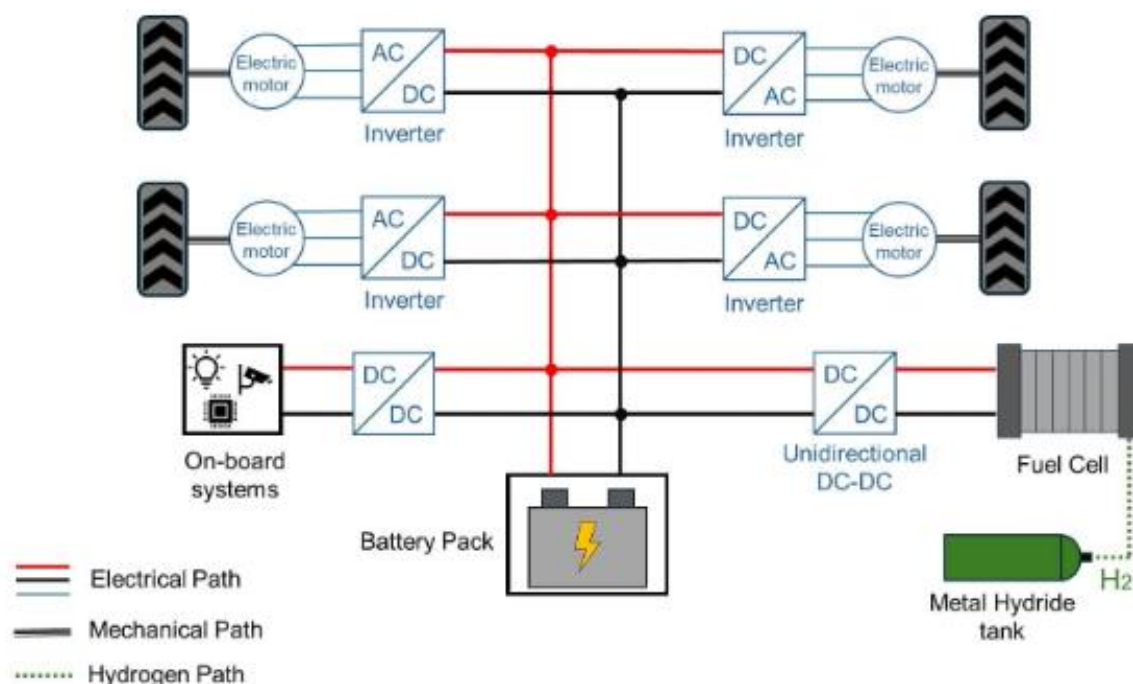 Electric
motor
AC
DC
Inverter
DC
AC
Inverter
Electric
motor
Electric
motor
AC
DC
Inverter
DC
AC
Inverter
Electric
motor
On-board
systems
DC
DC
DC
DC
Unidirectional
DC-DC
Fuel Cell
Battery Pack
H2
Metal Hydride
tank
Electrical Path
Mechanical Path
Hydrogen Path